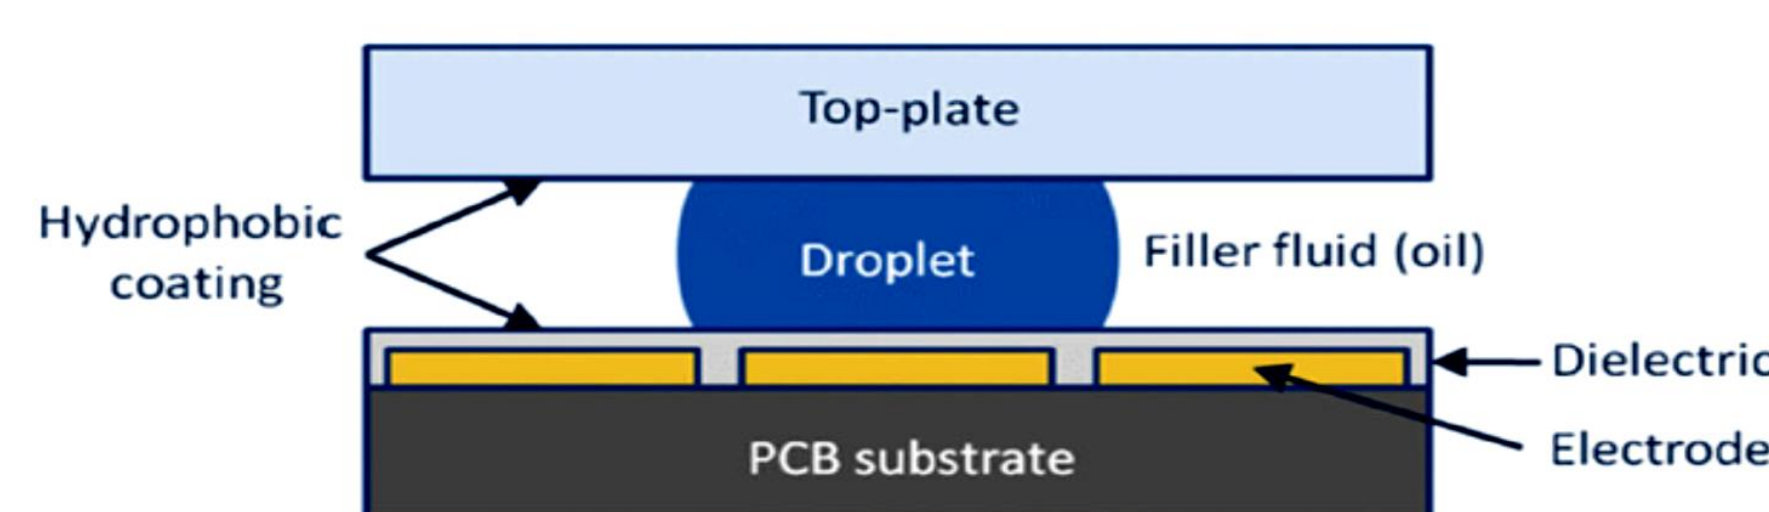 Top-plate
Hydrophobic
coating
Droplet
Filler fluid (oil)
Dielectric
Electrode
PCB substrate